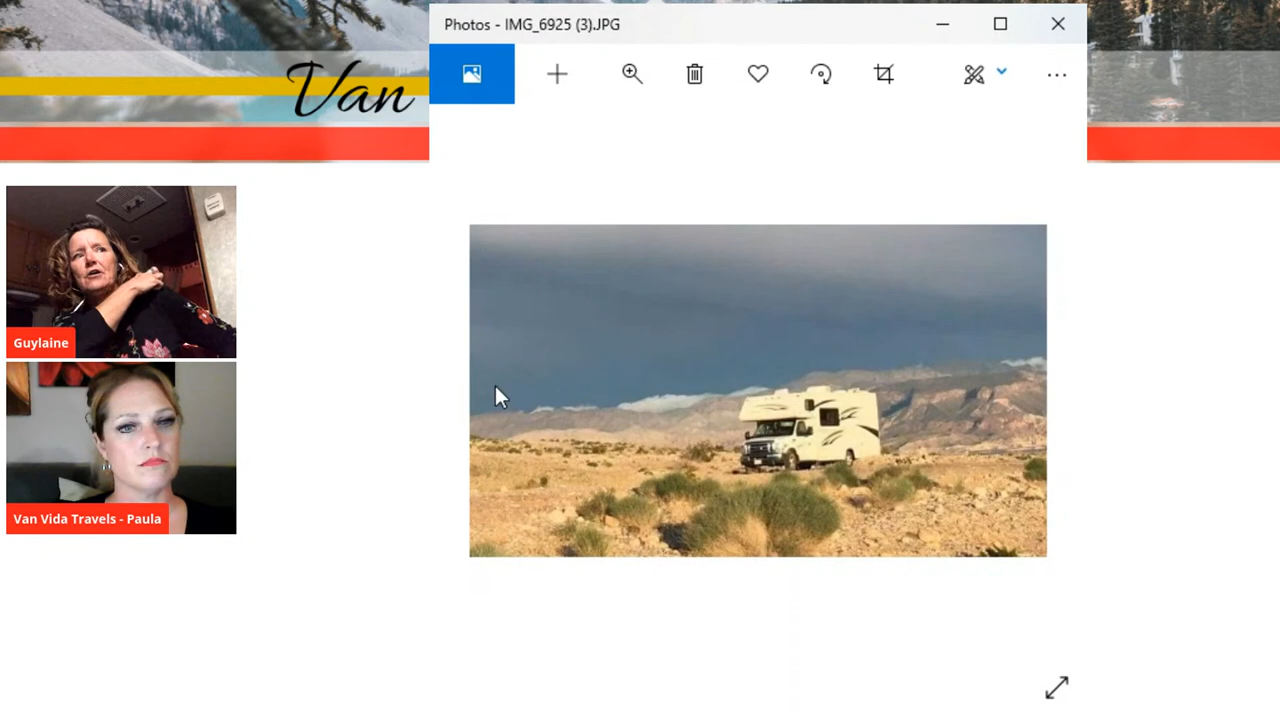 Photos - IMG_6925 (3).JPG
Van
Guylaine
Van Vida Travels - Paula